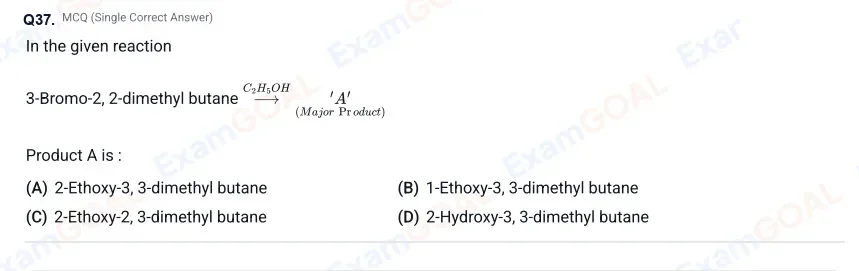 Q37. MCQ (Single Correct Answer)
In the given reaction
3-Bromo-2, 2-dimethyl butane C₂H₅OH ⟶ 'A' (Major Product)
Product A is :
(A) 2-Ethoxy-3, 3-dimethyl butane
(B) 1-Ethoxy-3, 3-dimethyl butane
(C) 2-Ethoxy-2, 3-dimethyl butane
(D) 2-Hydroxy-3, 3-dimethyl butane